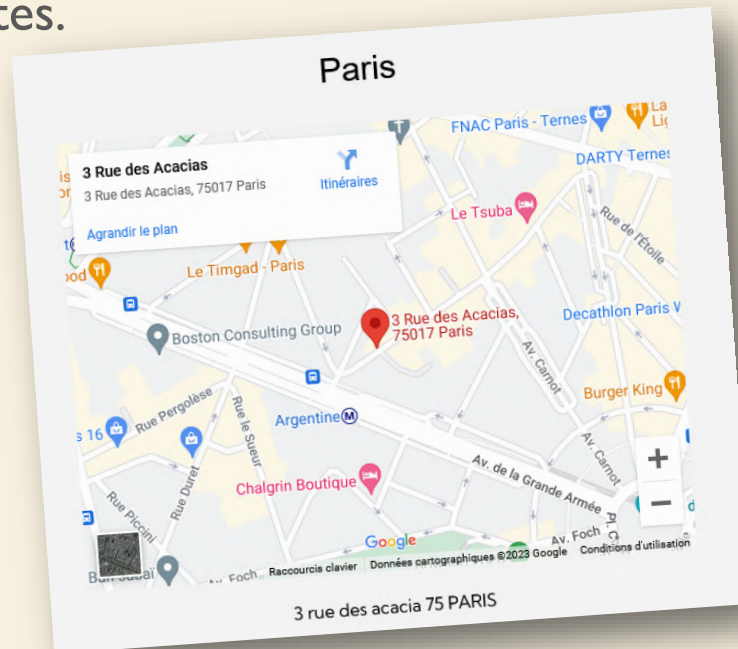 tes.
Paris
3 Rue des Acacias
3 Rue des Acacias, 75017 Paris
Itinéraires
Agrandir le plan
FNAC Paris - Ternes
DARTY Ternes
Le Tsuba
Rue de l'Étoile
Le Timgad - Paris
Boston Consulting Group
3 Rue des Acacias,
75017 Paris
Decathlon Paris W
Av. Carnot
Burger King
Rue Pergolèse
Rue le Sueur
Argentine M
s 16
Av. Carnot
Rue Duret
Chalgrin Boutique
Av. de la Grande Armée
+
−
Rue Piccini
Google
Av. Foch
Pl. C
Av. Foch
Raccourcis clavier
Données cartographiques ©2023 Google
Conditions d'utilisation
3 rue des acacia 75 PARIS